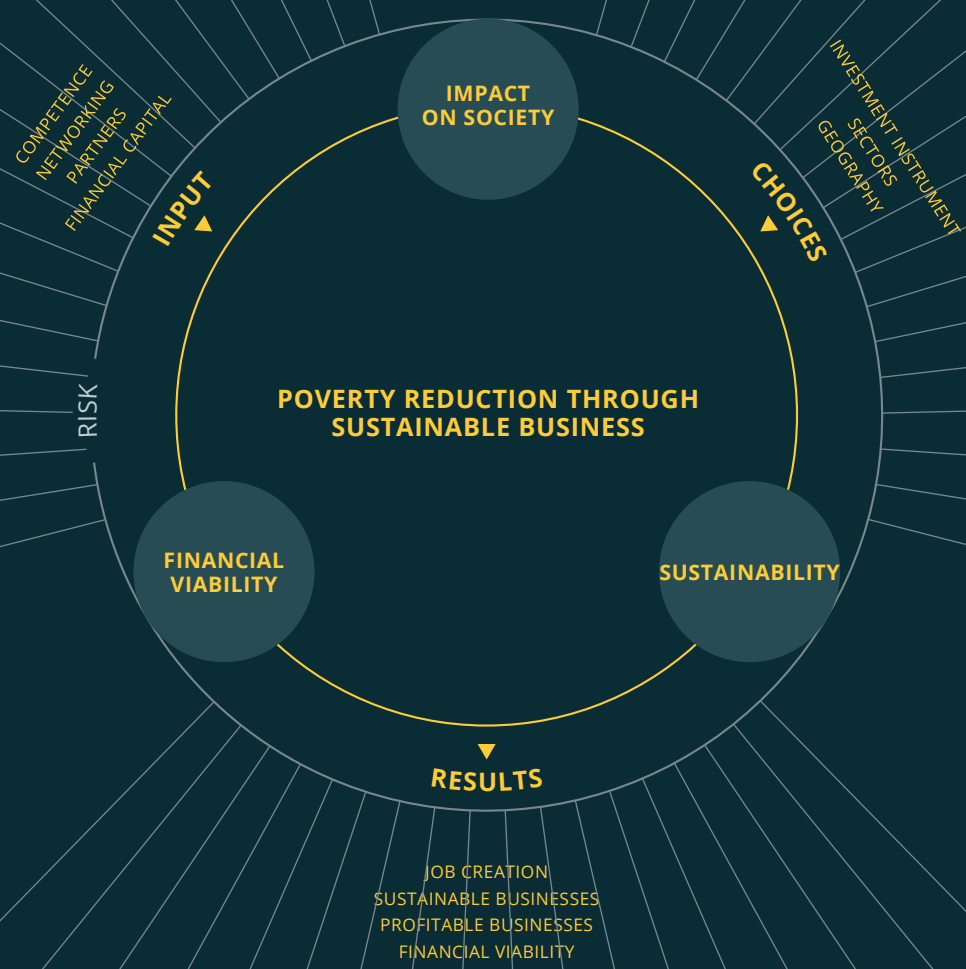 IMPACT
ON SOCIETY
COMPETENCE
NETWORKING
PARTNERS
FINANCIAL CAPITAL
INPUT
INVESTMENT INSTRUMENT
SECTORS
GEOGRAPHY
CHOICES
RISK
POVERTY REDUCTION THROUGH
SUSTAINABLE BUSINESS
FINANCIAL
VIABILITY
SUSTAINABILITY
RESULTS
JOB CREATION
SUSTAINABLE BUSINESSES
PROFITABLE BUSINESSES
FINANCIAL VIABILITY